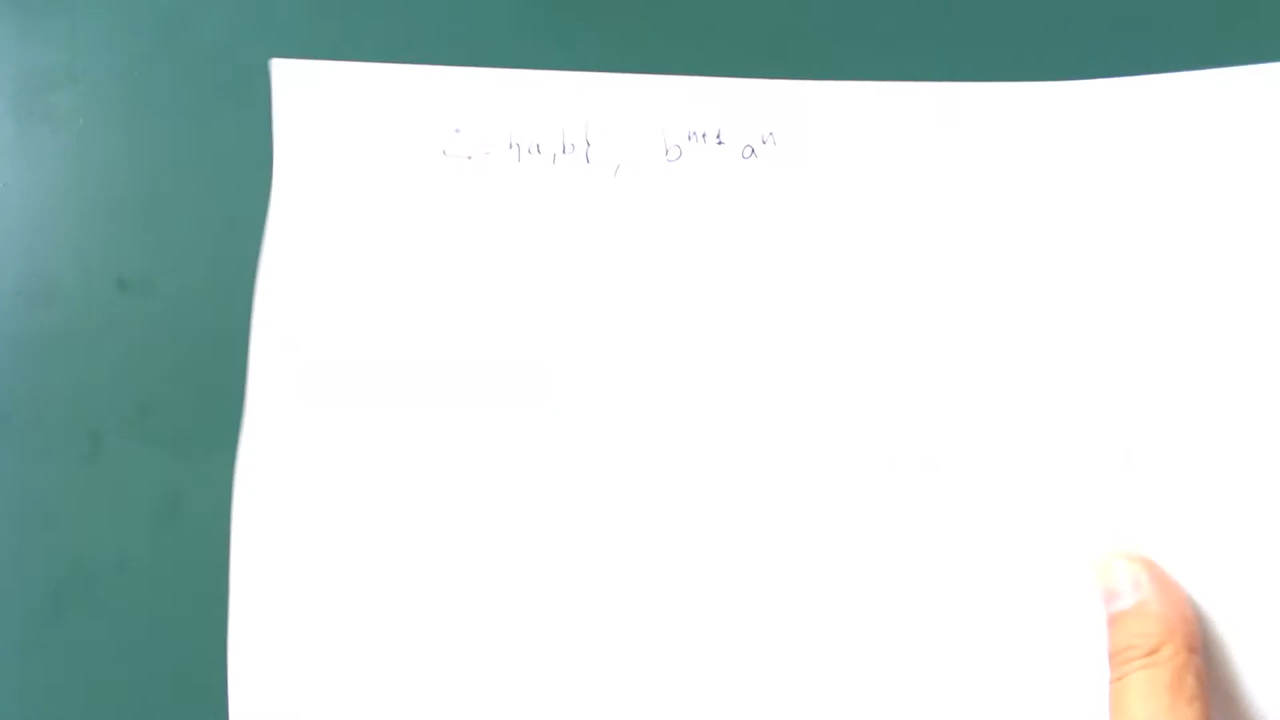 Σ = {a,b} , b^{n+1} a^n